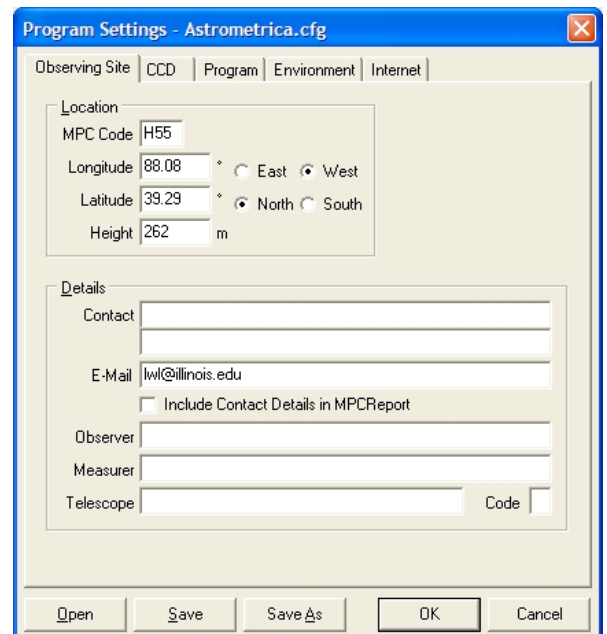 Program Settings - Astrometrica.cfg
Observing Site CCD Program Environment Internet
Location
MPC Code H55
Longitude 88.08 ° East West
Latitude 39.29 ° North South
Height 262 m
Details
Contact
E-Mail lwl@illinois.edu
Include Contact Details in MPCReport
Observer
Measurer
Telescope Code
Open Save Save As OK Cancel